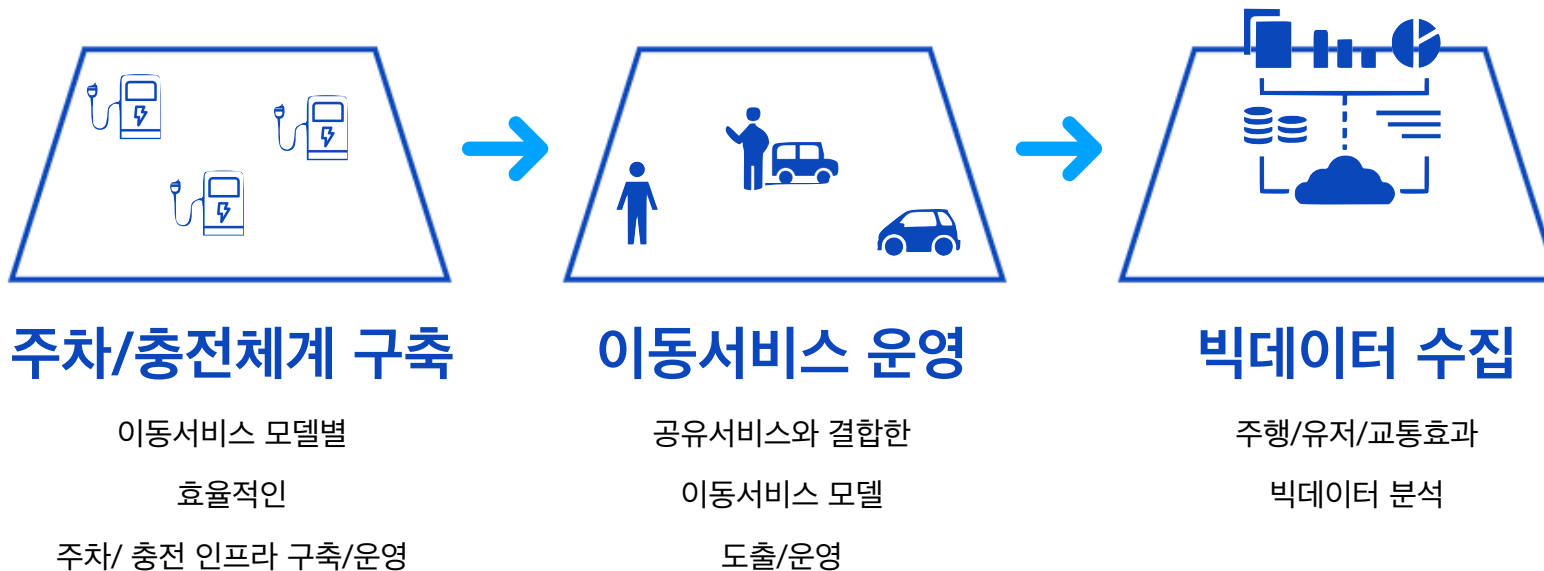 주차/충전체계 구축
이동서비스 모델별
효율적인
주차/ 충전 인프라 구축/운영
이동서비스 운영
공유서비스와 결합한
이동서비스 모델
도출/운영
빅데이터 수집
주행/유저/교통효과
빅데이터 분석